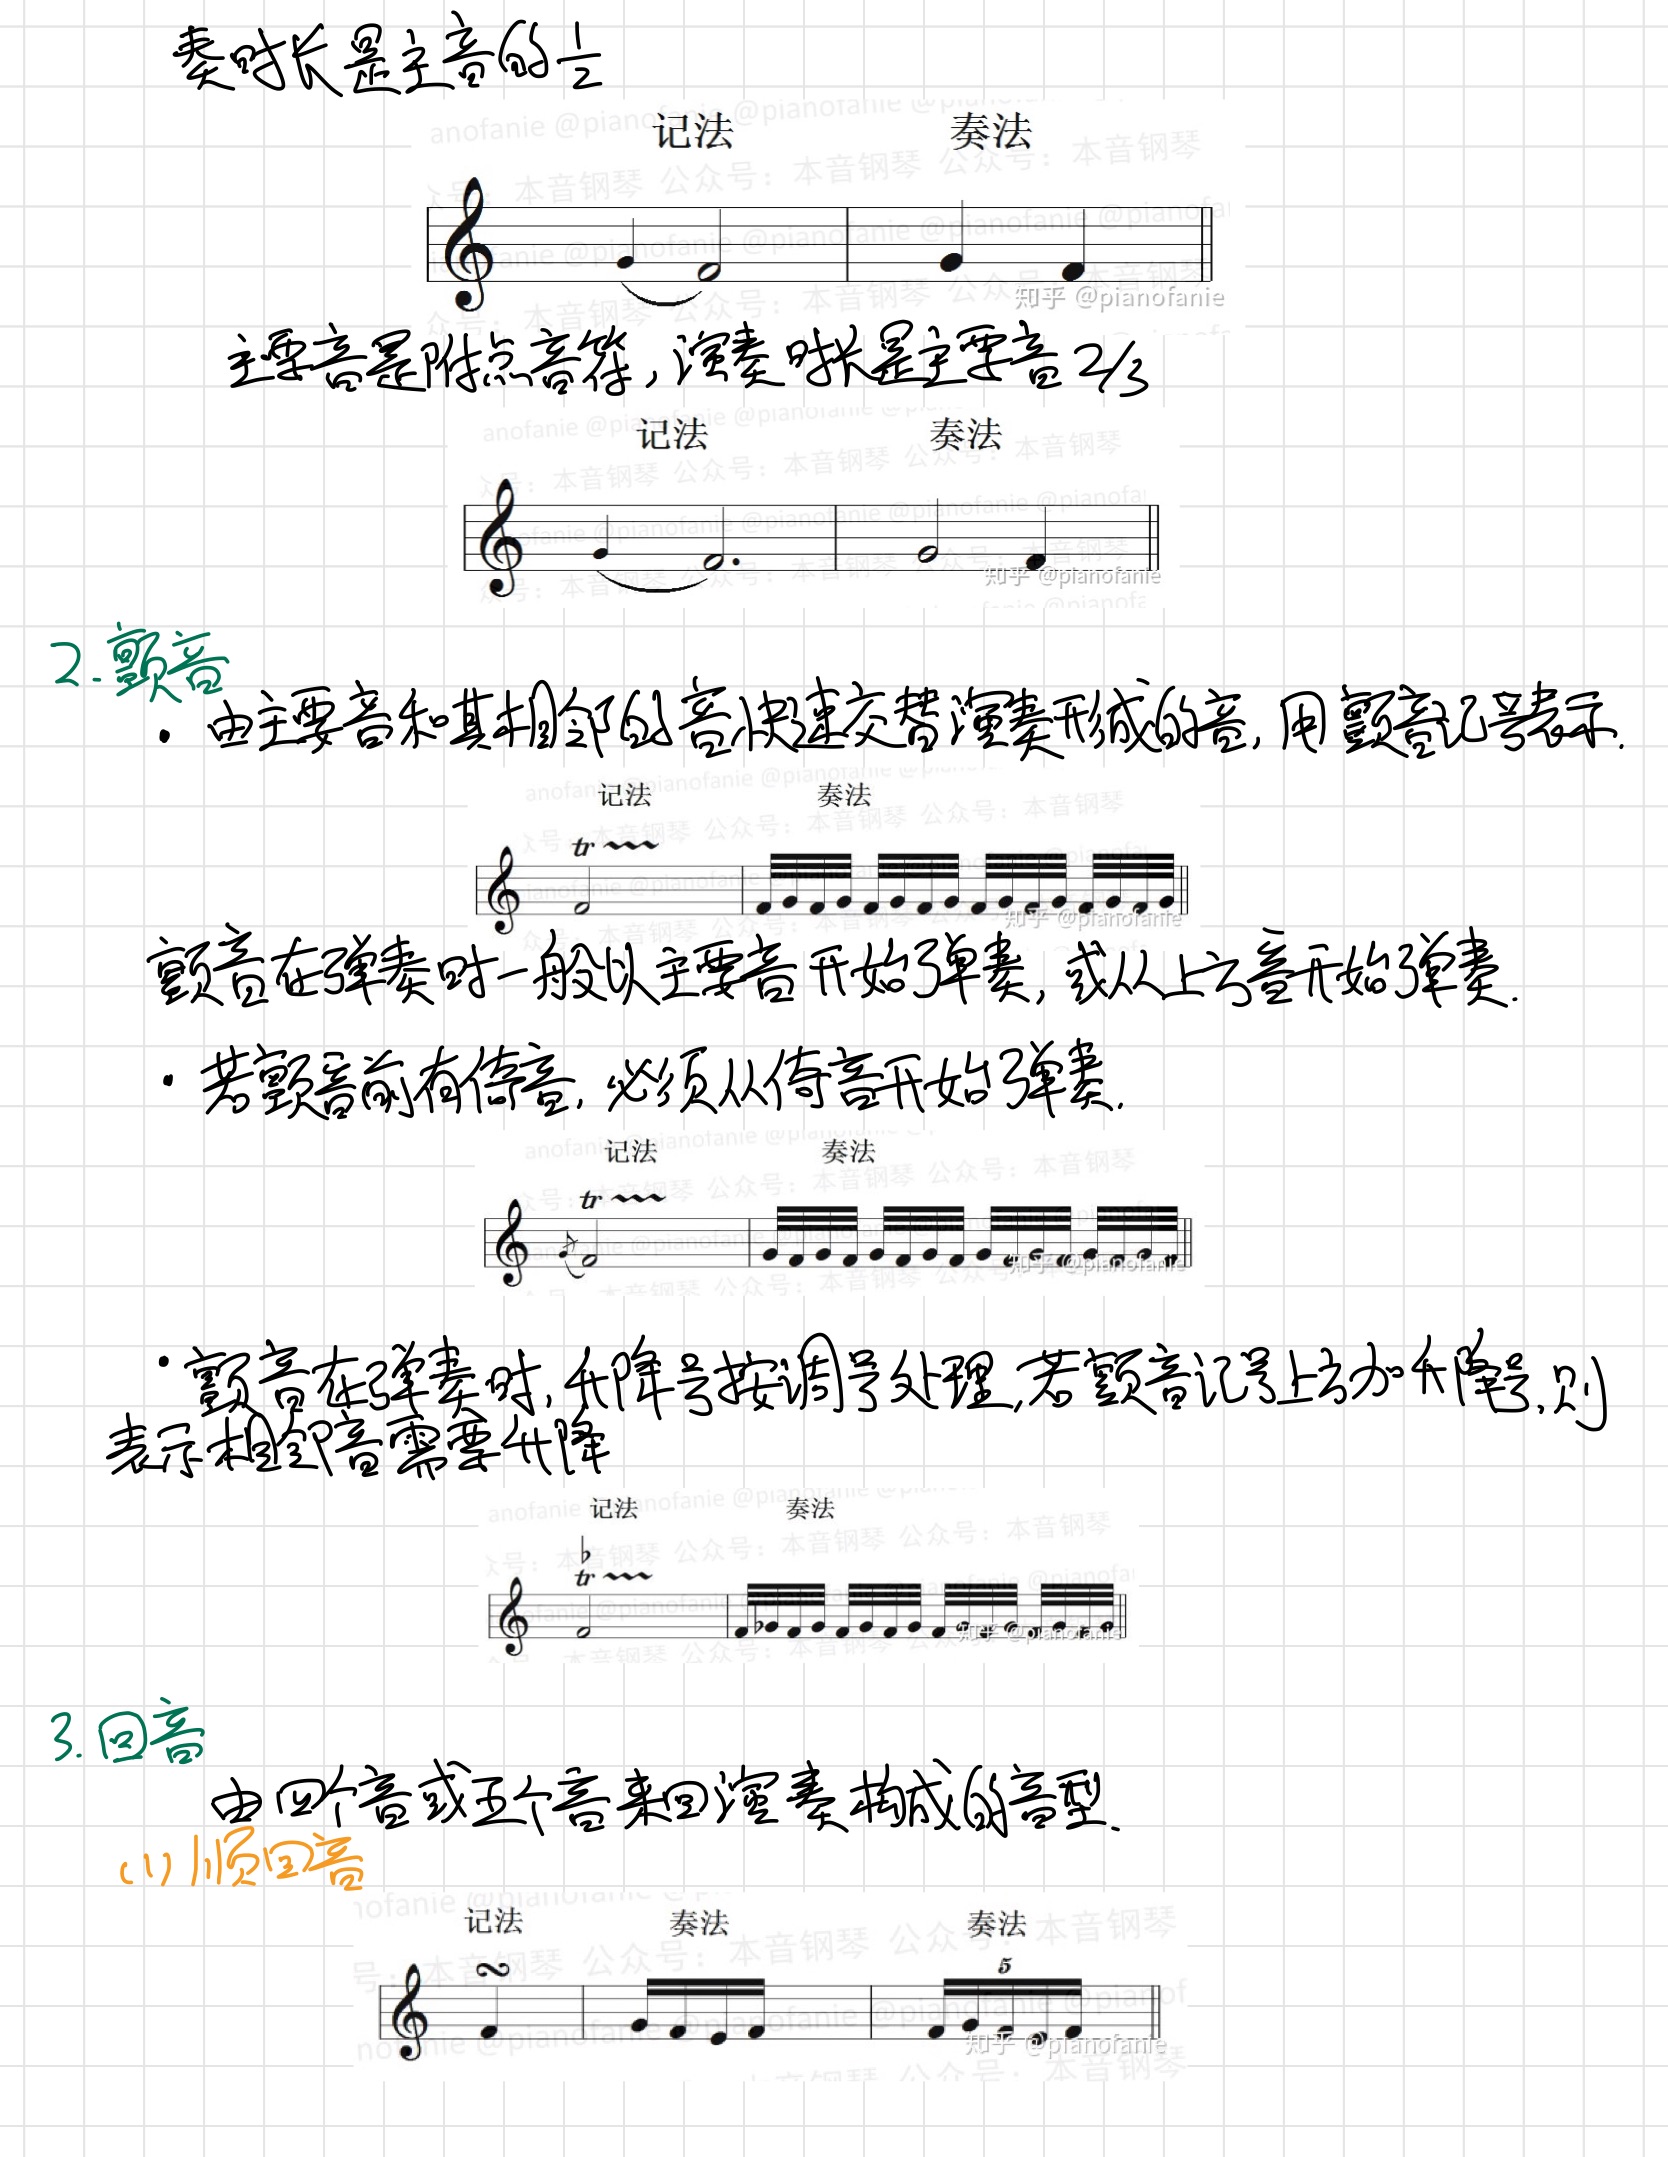 奏时长是主音的1/2
记法 奏法
知乎 @pianofanie
主要音是附点音符,演奏时长是主要音2/3
记法 奏法
知乎 @pianofanie
2.颤音
· 由主要音和其相邻的音快速交替演奏形成的音,用颤音记号表示.
记法 奏法
tr
知乎 @pianofanie
颤音在弹奏时一般以主要音开始弹奏,或从上方音开始弹奏.
· 若颤音前有倚音,必须从倚音开始弹奏.
记法 奏法
tr
知乎 @pianofanie
· 颤音在弹奏时,升降号按调号处理,若颤音记号上方加升降号,则
表示相邻音需要升降
记法 奏法
♭
tr
知乎 @pianofanie
3.回音
由四个音或五个音来回演奏构成的音型.
(1)顺回音
记法 奏法 奏法
5
知乎 @pianofanie